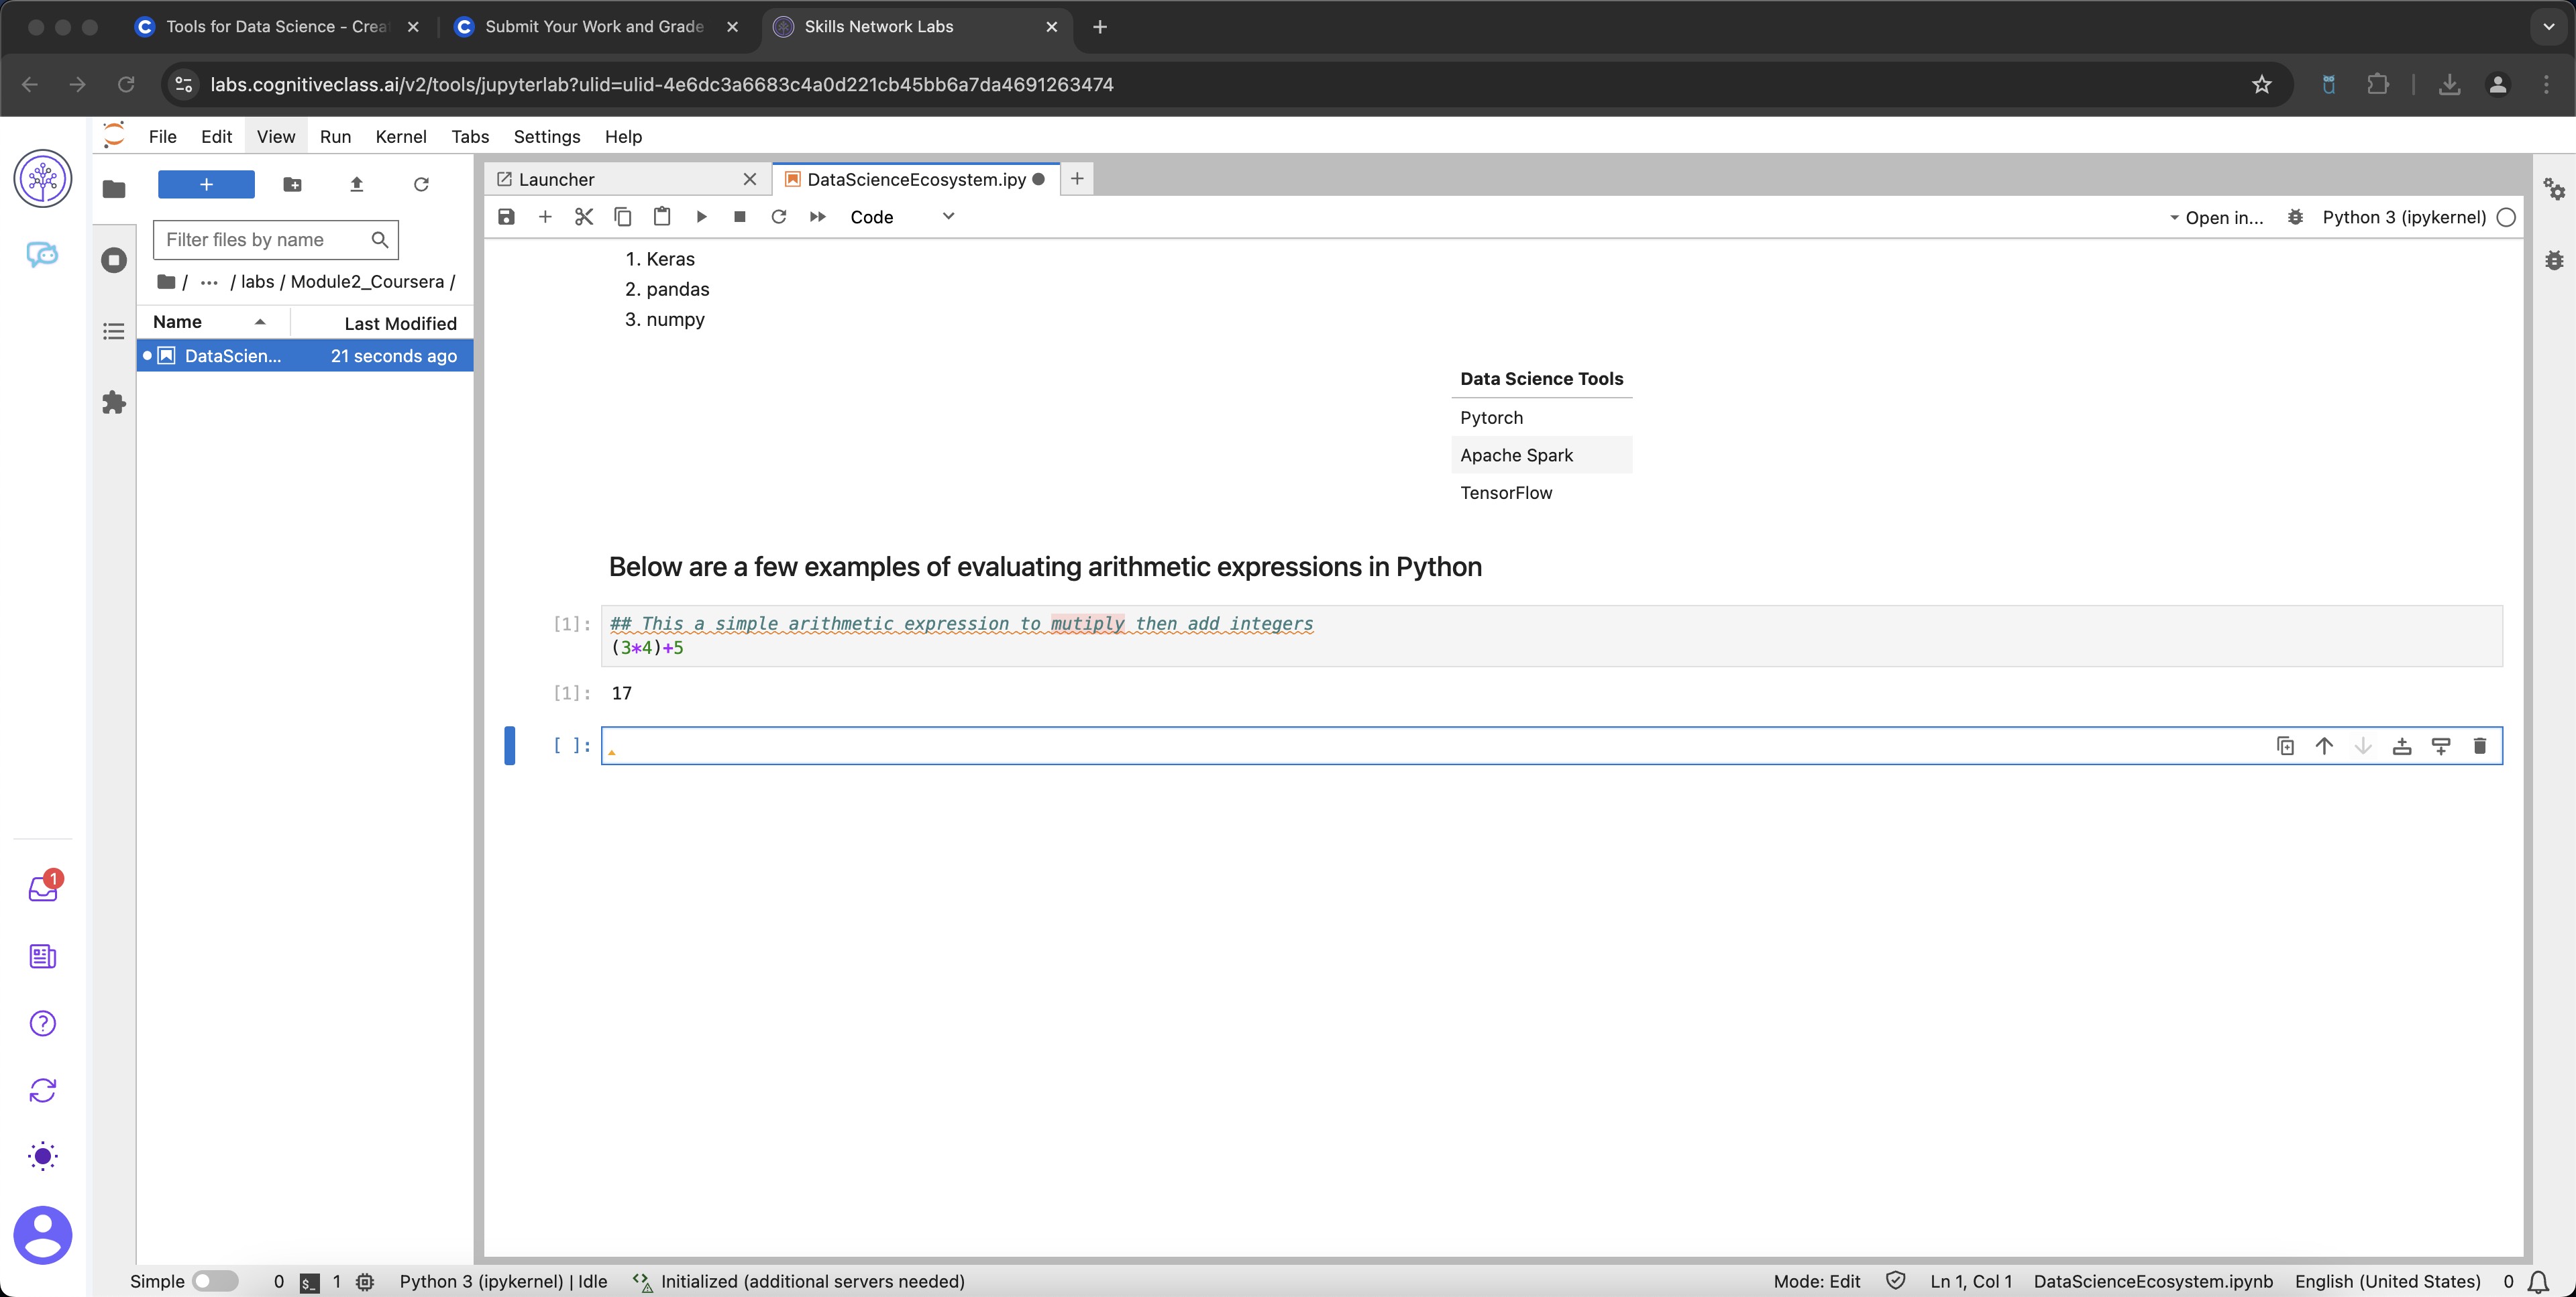 Tools for Data Science - Crea
Submit Your Work and Grade
Skills Network Labs
labs.cognitiveclass.ai/v2/tools/jupyterlab?ulid=ulid-4e6dc3a6683c4a0d221cb45bb6a7da4691263474
File Edit View Run Kernel Tabs Settings Help
Launcher
DataScienceEcosystem.ipy
Code
Open in...
Python 3 (ipykernel)
Filter files by name
/ ... / labs / Module2_Coursera /
Name Last Modified
DataScien... 21 seconds ago
1. Keras
2. pandas
3. numpy
Data Science Tools
Pytorch
Apache Spark
TensorFlow
Below are a few examples of evaluating arithmetic expressions in Python
[1]: ## This a simple arithmetic expression to mutiply then add integers
(3*4)+5
[1]: 17
[ ]:
1
Simple 0 $_ 1 Python 3 (ipykernel) | Idle Initialized (additional servers needed) Mode: Edit Ln 1, Col 1 DataScienceEcosystem.ipynb English (United States) 0